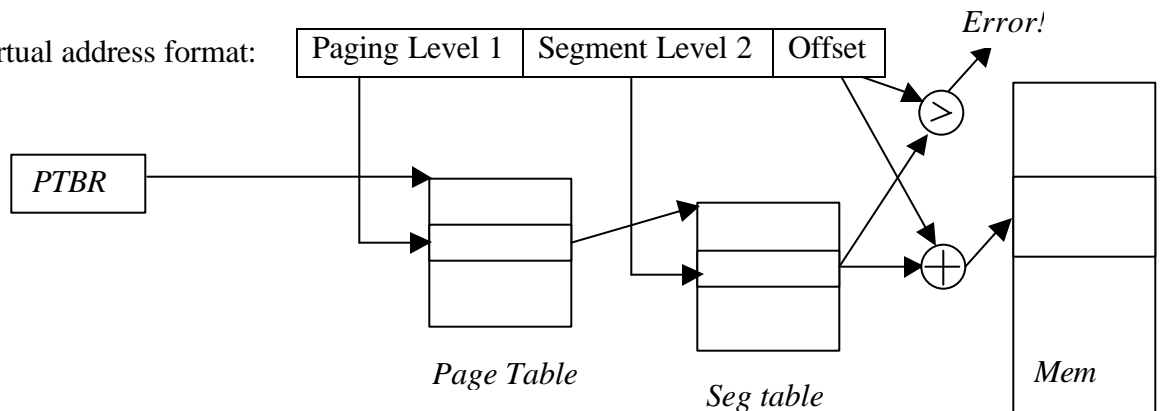 Error!
rtual address format:
Paging Level 1 Segment Level 2 Offset
>
PTBR
+
Page Table
Seg table
Mem